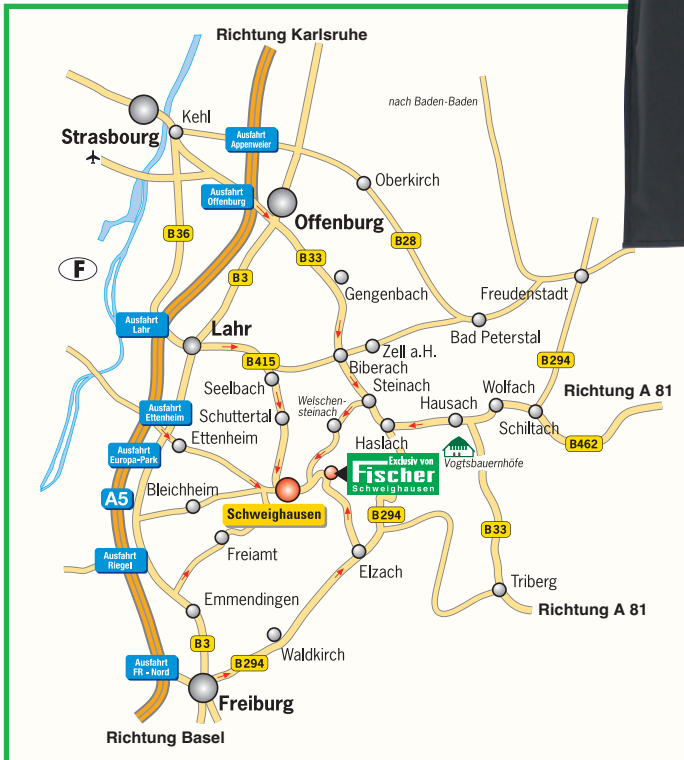 Richtung Karlsruhe
nach Baden-Baden
Kehl
Strasbourg
Ausfahrt
Appenweier
Oberkirch
Ausfahrt
Offenburg
Offenburg
B36
B28
B33
F
B3
Gengenbach
Freudenstadt
Ausfahrt
Lahr
Lahr
Bad Peterstal
Zell a.H.
B415
Biberach
B294
Seelbach
Steinach
Richtung A 81
Welschen-
steinach
Wolfach
Ausfahrt
Ettenheim
Schuttertal
Hausach
Schiltach
Ettenheim
Haslach
B462
Ausfahrt
Europa-Park
Exclusiv von
Fischer
Schweighausen
Vogtsbauernhöfe
Bleichheim
A5
Schweighausen
B294
B33
Freiamt
Ausfahrt
Riegel
Elzach
Triberg
Emmendingen
Richtung A 81
B3
Waldkirch
Ausfahrt
FR - Nord
B294
Freiburg
Richtung Basel